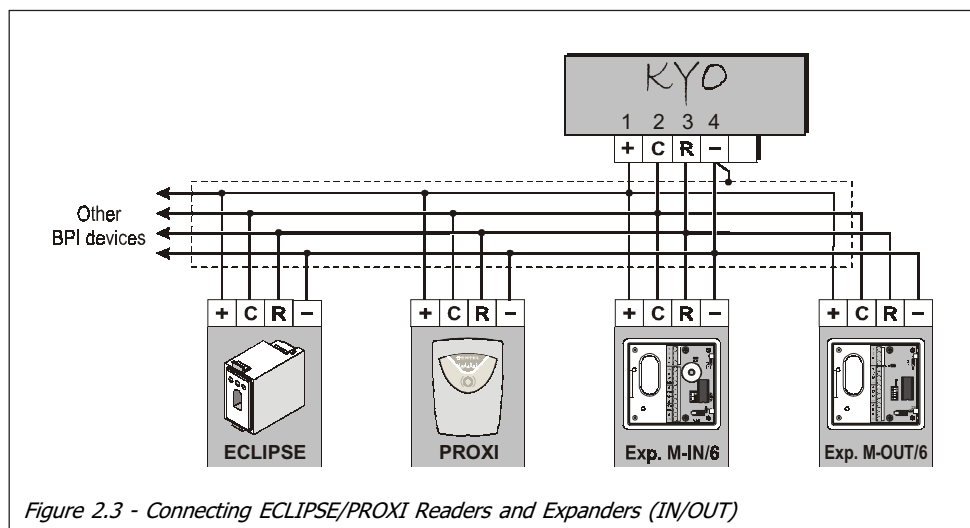 KYO
1 2 3 4
+ C R –
Other
BPI devices
+ C R –
+ C R –
+ C R –
+ C R –
ECLIPSE
PROXI
Exp. M-IN/6
Exp. M-OUT/6
Figure 2.3 - Connecting ECLIPSE/PROXI Readers and Expanders (IN/OUT)